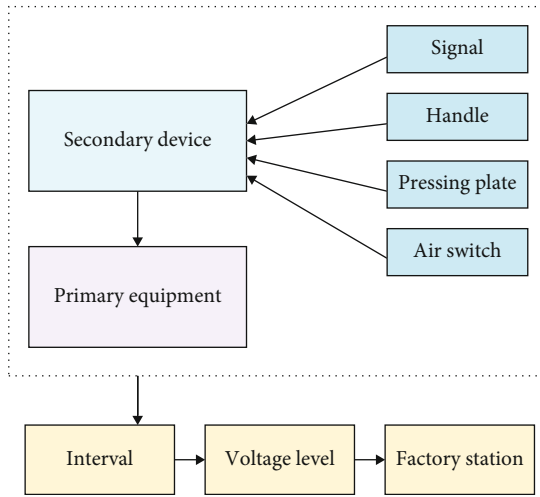 Signal
Handle
Secondary device
Pressing plate
Air switch
Primary equipment
Interval
Voltage level
Factory station